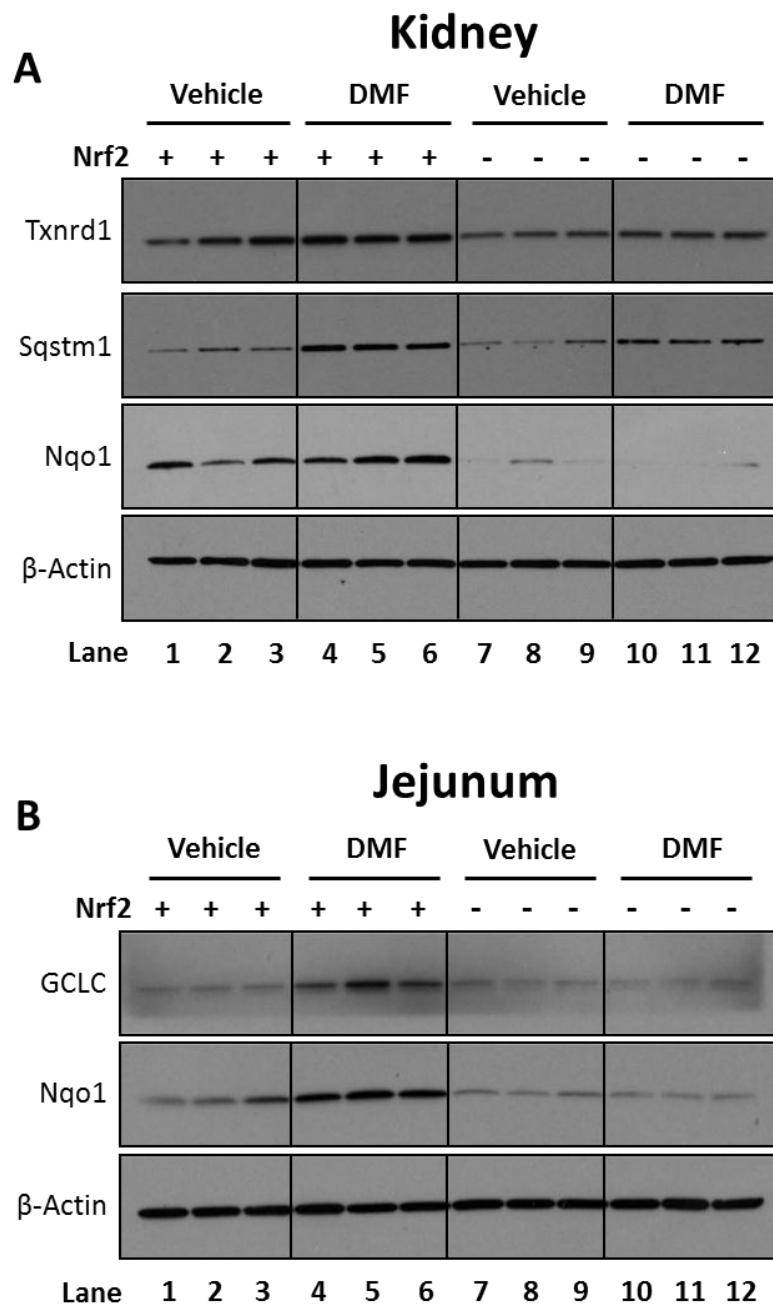 Kidney
A
Vehicle DMF Vehicle DMF
Nrf2 + + + + + + - - - - - -
Txnrd1
Sqstm1
Nqo1
β-Actin
Lane 1 2 3 4 5 6 7 8 9 10 11 12
Jejunum
B
Vehicle DMF Vehicle DMF
Nrf2 + + + + + + - - - - - -
GCLC
Nqo1
β-Actin
Lane 1 2 3 4 5 6 7 8 9 10 11 12